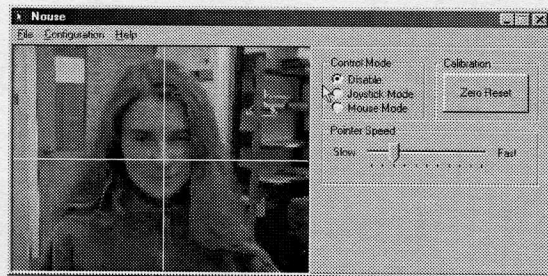 Nouse
File Configuration Help
Control Mode
Disable
Joystick Mode
Mouse Mode
Calibration
Zero Reset
Pointer Speed
Slow Fast